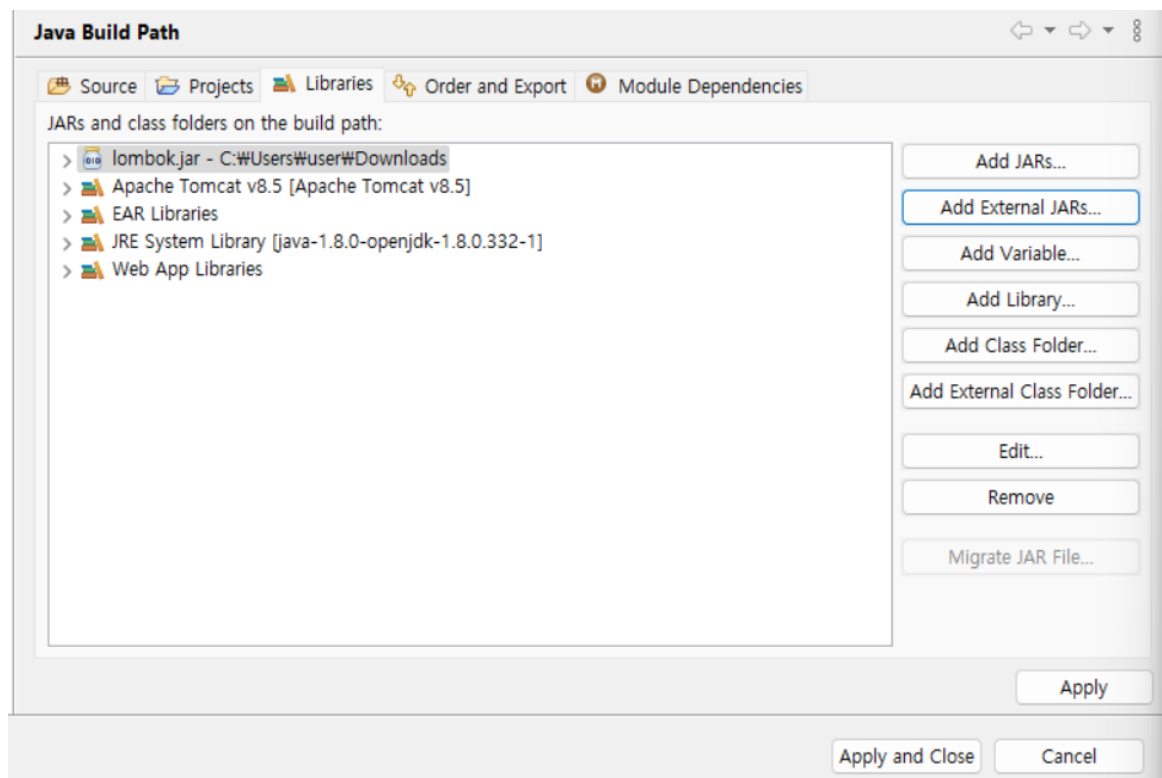 Java Build Path
Source Projects Libraries Order and Export Module Dependencies
JARs and class folders on the build path:
lombok.jar - C:₩Users₩user₩Downloads
Apache Tomcat v8.5 [Apache Tomcat v8.5]
EAR Libraries
JRE System Library [java-1.8.0-openjdk-1.8.0.332-1]
Web App Libraries
Add JARs...
Add External JARs...
Add Variable...
Add Library...
Add Class Folder...
Add External Class Folder...
Edit...
Remove
Migrate JAR File...
Apply
Apply and Close Cancel